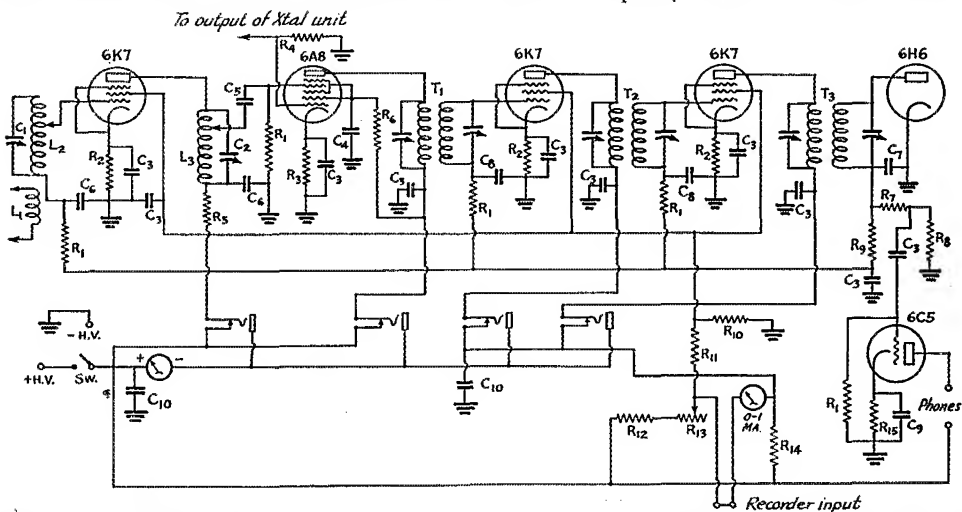 To output of Xtal unit
R4
6K7
6A8
6K7
6K7
6H6
C1
L2
L1
R2
C3
C6
C3
R1
L3
C5
C2
R1
C6
R5
R3
C3
C4
R6
T1
C3
C8
R2
C3
R1
T2
C3
C8
R2
C3
R1
T3
C3
C7
R7
R9
C3
C3
R8
-H.V.
+H.V.
Sw.
+
-
C10
C10
R10
R11
R12
R13
0-1
MA.
R14
6C5
R1
R15
C9
Phones
Recorder input